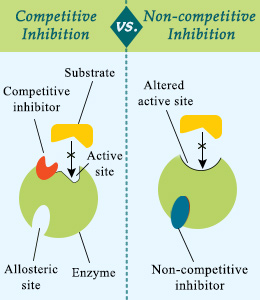 Competitive
Inhibition
vs.
Non-competitive
Inhibition
Substrate
Competitive
inhibitor
Active
site
Allosteric
site
Enzyme
Altered
active site
Non-competitive
inhibitor